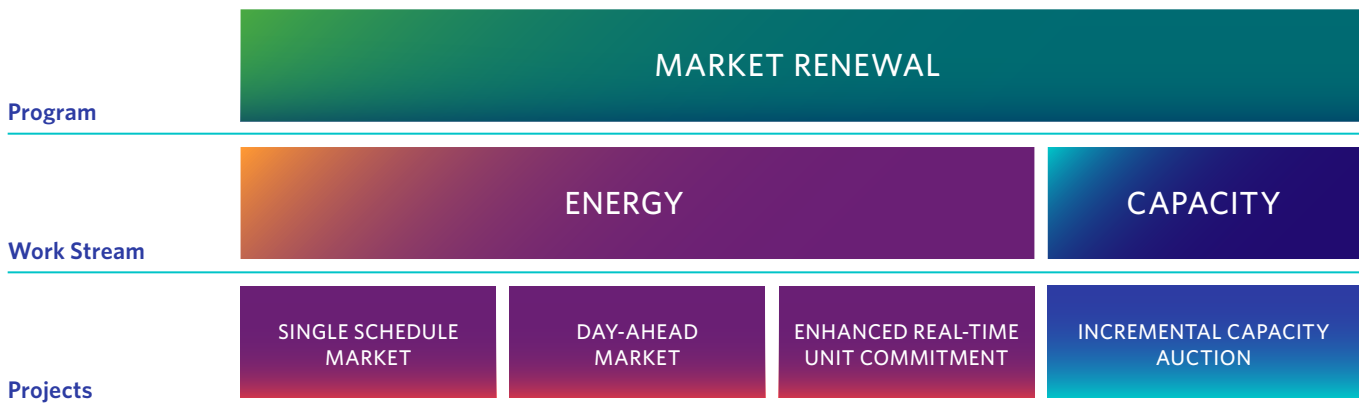 MARKET RENEWAL
Program
ENERGY
CAPACITY
Work Stream
SINGLE SCHEDULE
MARKET
DAY-AHEAD
MARKET
ENHANCED REAL-TIME
UNIT COMMITMENT
INCREMENTAL CAPACITY
AUCTION
Projects